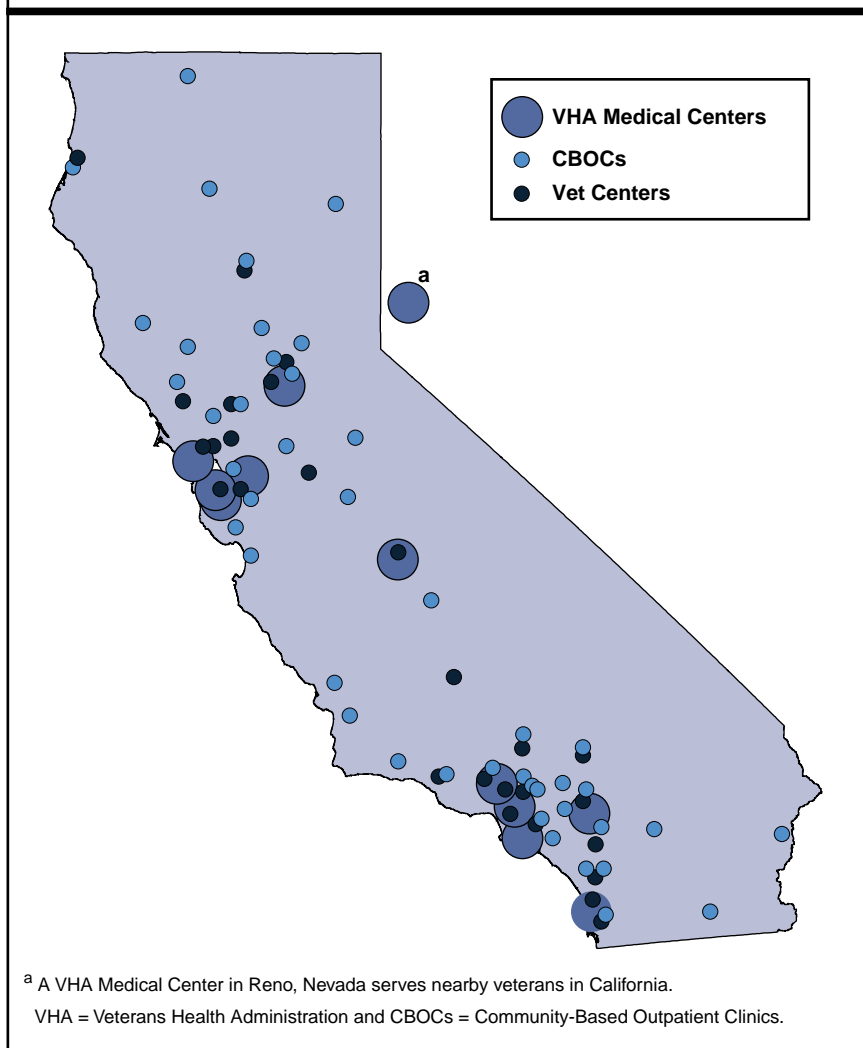 VHA Medical Centers
CBOCs
Vet Centers
a
a A VHA Medical Center in Reno, Nevada serves nearby veterans in California.
VHA = Veterans Health Administration and CBOCs = Community-Based Outpatient Clinics.